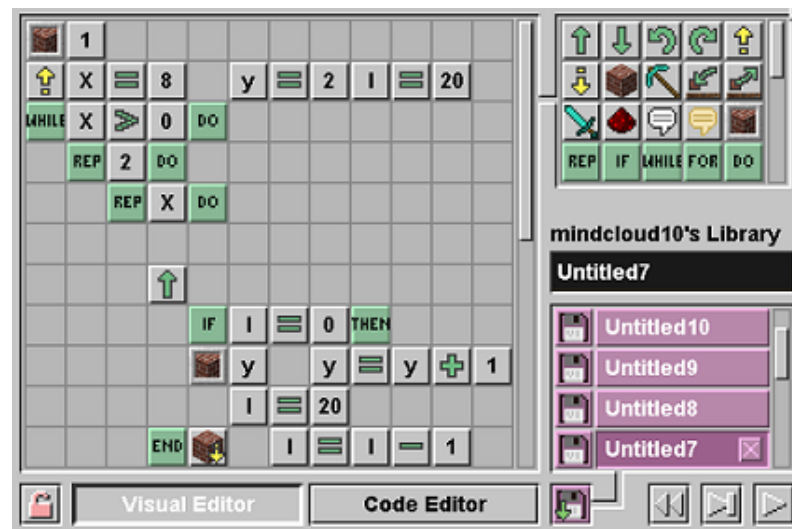 1
X = 8 y = 2 l = 20
WHILE X > 0 DO
REP 2 DO
REP X DO
IF l = 0 THEN
y y = y + 1
l = 20
END l = l - 1
Visual Editor Code Editor
REP IF WHILE FOR DO
mindcloud10's Library
Untitled7
Untitled10
Untitled9
Untitled8
Untitled7